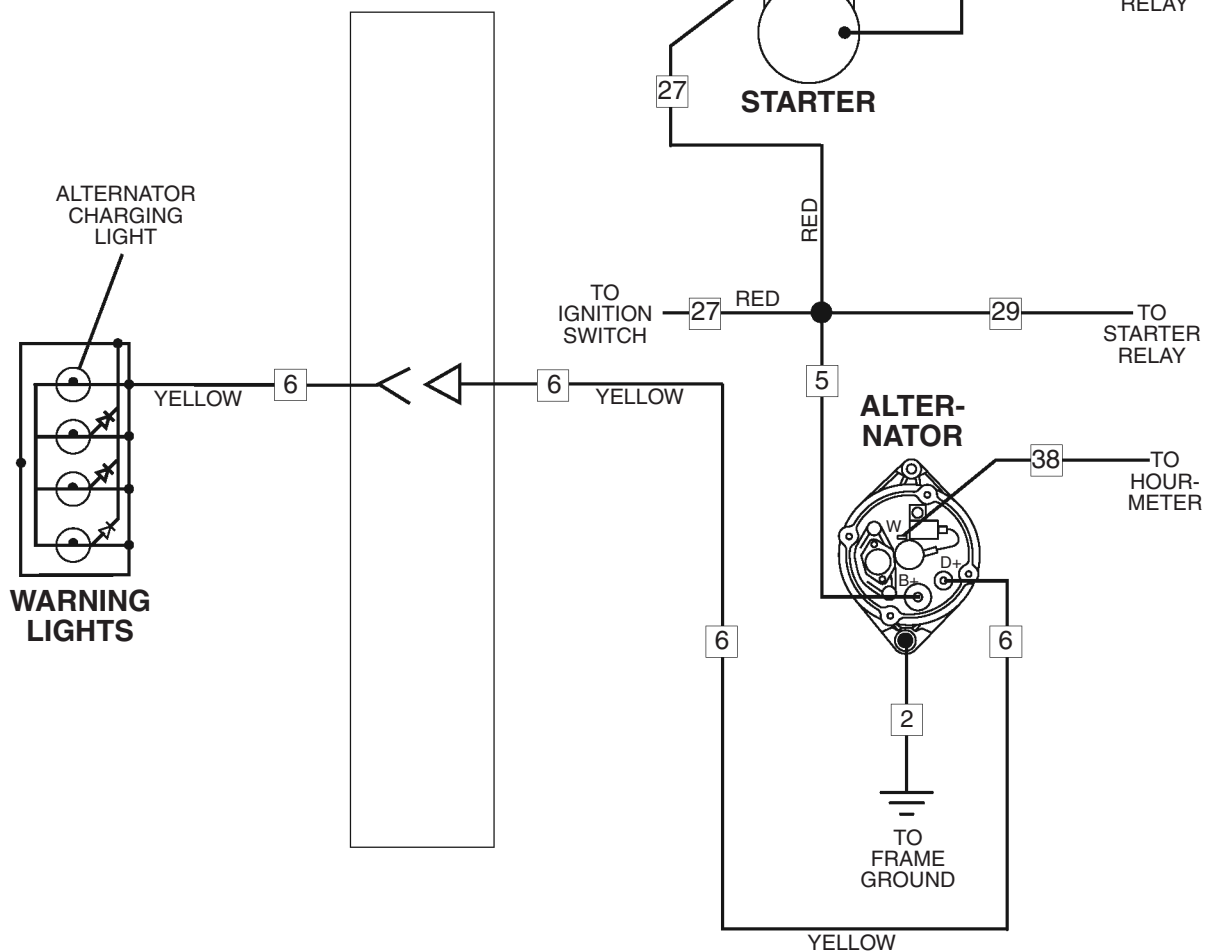 RELAY
27
STARTER
ALTERNATOR
CHARGING
LIGHT
RED
TO
IGNITION
SWITCH
27
RED
29
TO
STARTER
RELAY
6
YELLOW
6
YELLOW
5
ALTER-
NATOR
38
TO
HOUR-
METER
W
D+
B+
WARNING
LIGHTS
6
6
2
TO
FRAME
GROUND
YELLOW